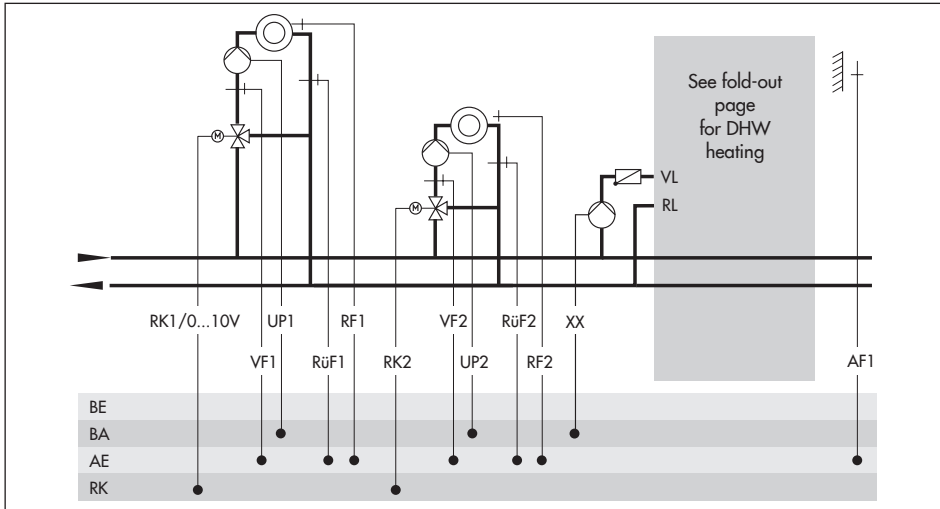 See fold-out
page
for DHW
heating
M
M
VL
RL
RK1/0...10V UP1 RF1 VF2 RüF2 XX
VF1 RüF1 RK2 UP2 RF2 AF1
BE
BA
AE
RK